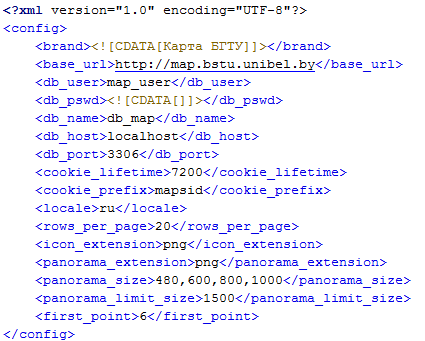 <?xml version="1.0" encoding="UTF-8"?>
<config>
<brand><![CDATA[Карта БГТУ]]></brand>
<base_url>http://map.bstu.unibel.by</base_url>
<db_user>map_user</db_user>
<db_pswd><![CDATA[]]></db_pswd>
<db_name>db_map</db_name>
<db_host>localhost</db_host>
<db_port>3306</db_port>
<cookie_lifetime>7200</cookie_lifetime>
<cookie_prefix>mapsid</cookie_prefix>
<locale>ru</locale>
<rows_per_page>20</rows_per_page>
<icon_extension>png</icon_extension>
<panorama_extension>png</panorama_extension>
<panorama_size>480,600,800,1000</panorama_size>
<panorama_limit_size>1500</panorama_limit_size>
<first_point>6</first_point>
</config>